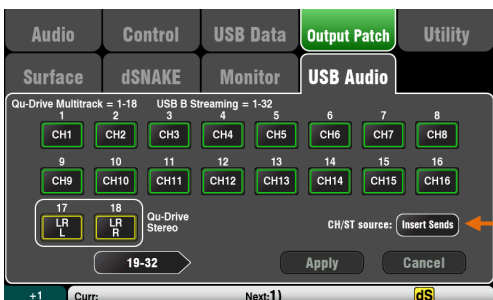 Audio Control USB Data Output Patch Utility
Surface dSNAKE Monitor USB Audio
Qu-Drive Multitrack = 1-18 USB B Streaming = 1-32
1 2 3 4 5 6 7 8
CH1 CH2 CH3 CH4 CH5 CH6 CH7 CH8
9 10 11 12 13 14 15 16
CH9 CH10 CH11 CH12 CH13 CH14 CH15 CH16
17 18
LR L LR R
Qu-Drive
Stereo
CH/ST source: Insert Sends
19-32 Apply Cancel
+1 Curr: Next:1) dS